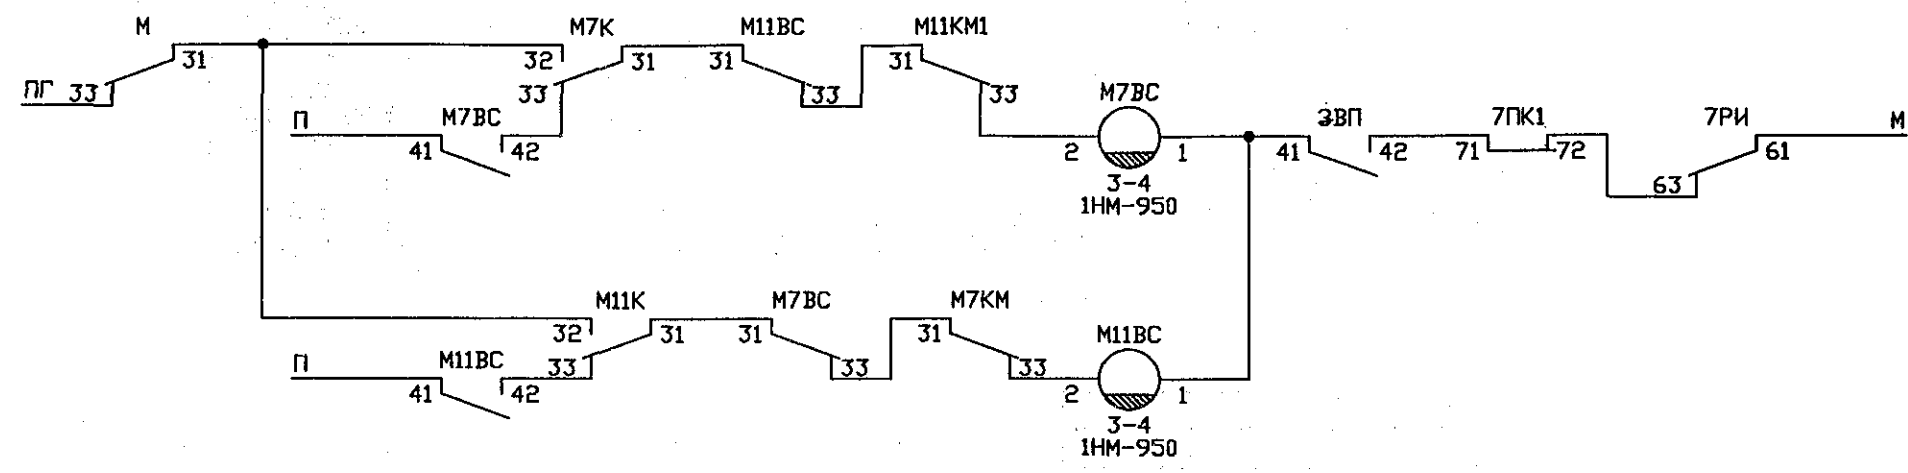 М М7К М11ВС М11КМ1
31 32 31 31 31
ПГ 33 33 33 33
П М7ВС М7ВС ЗВП 7ПК1 7РИ М
41 42 2 1 41 42 71 72 61
3-4 63
1НМ-950
М11К М7ВС М7КМ
32 31 31 31 М11ВС
П М11ВС 33 33 33
41 42 2 1
3-4
1НМ-950